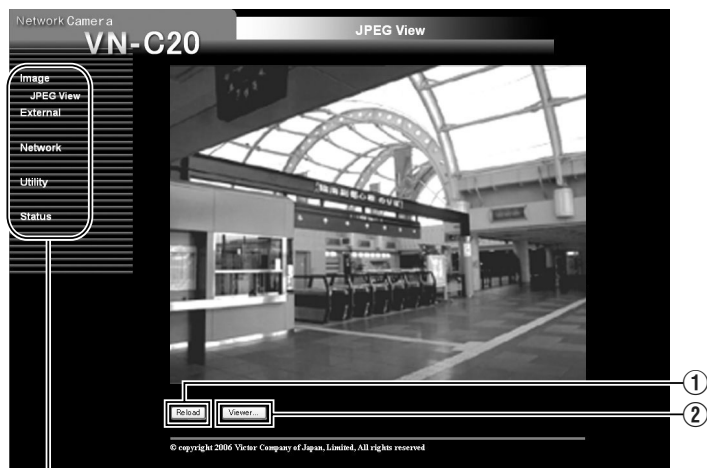 Network Camera
VN-C20
JPEG View
Image
JPEG View
External
Network
Utility
Status
1
Reload
Viewer...
2
© copyright 2006 Victor Company of Japan, Limited, All rights reserved